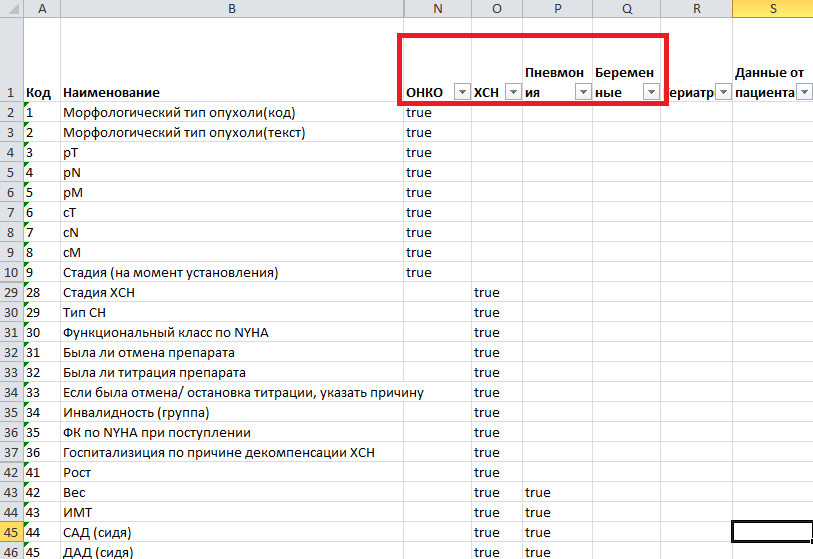 A B N O P Q R S
Пневмон Беремен Данные от
1 Код Наименование ОНКО ХСН ия ные ериатри пациента
2 1 Морфологический тип опухоли(код) true
3 2 Морфологический тип опухоли(текст) true
4 3 pT true
5 4 pN true
6 5 pM true
7 6 cT true
8 7 cN true
9 8 cM true
10 9 Стадия (на момент установления) true
29 28 Стадия ХСН true
30 29 Тип СН true
31 30 Функциональный класс по NYHA true
32 31 Была ли отмена препарата true
33 32 Была ли титрация препарата true
34 33 Если была отмена/ остановка титрации, указать причину true
35 34 Инвалидность (группа) true
36 35 ФК по NYHA при поступлении true
37 36 Госпитализиция по причине декомпенсации ХСН true
42 41 Рост true
43 42 Вес true true
44 43 ИМТ true true
45 44 САД (сидя) true true
46 45 ДАД (сидя) true true